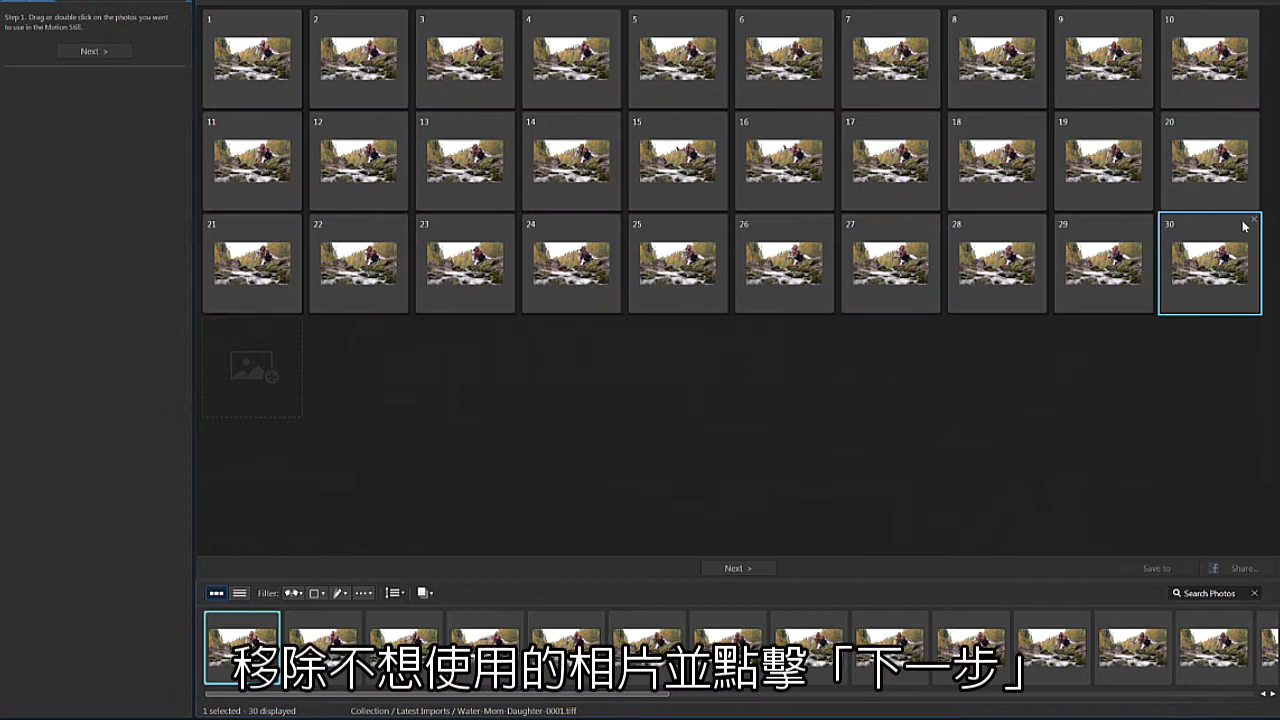 Step 1. Drag or double click on the photos you want
to use in the Motion Still.
Next >
1 2 3 4 5 6 7 8 9 10
11 12 13 14 15 16 17 18 19 20
21 22 23 24 25 26 27 28 29 30
Next >
Save to
f Share...
Filter:
Search Photos
移除不想使用的相片並點擊「下一步」
1 selected - 30 displayed
Collection / Latest Imports / Water-Mom-Daughter-0001.tiff